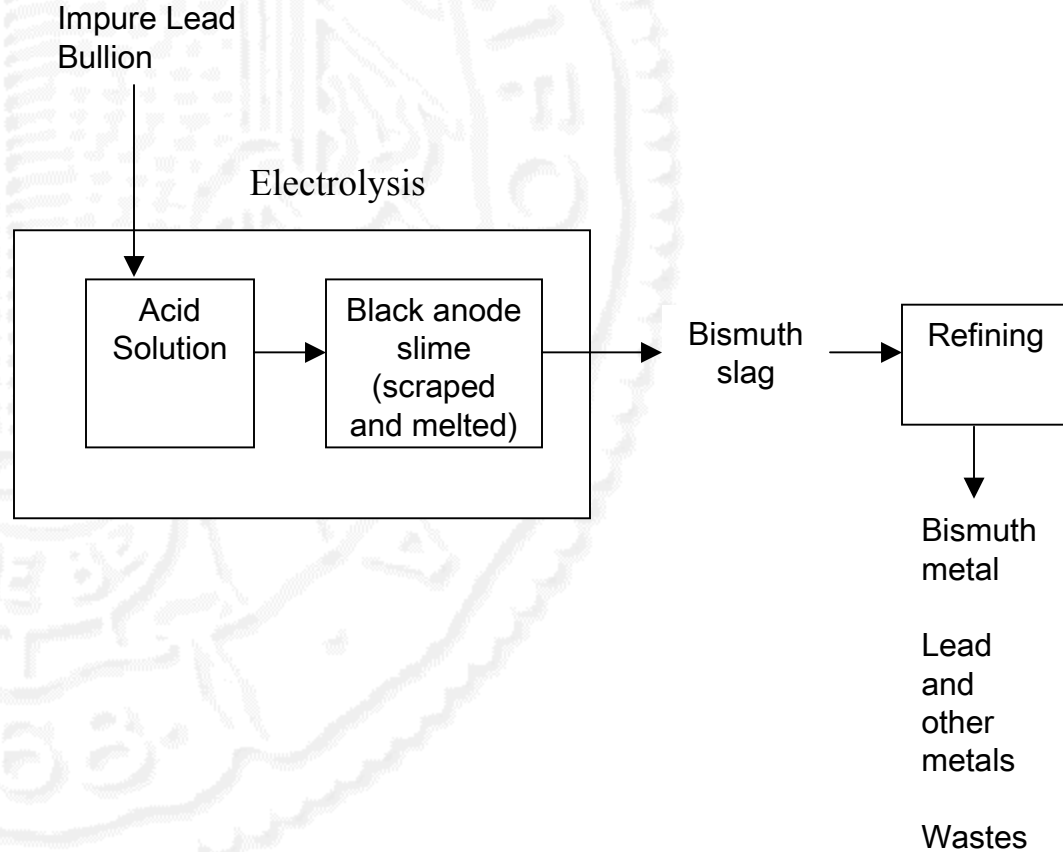 Impure Lead
Bullion
Electrolysis
Acid
Solution
Black anode
slime
(scraped
and melted)
Bismuth
slag
Refining
Bismuth
metal
Lead
and
other
metals
Wastes